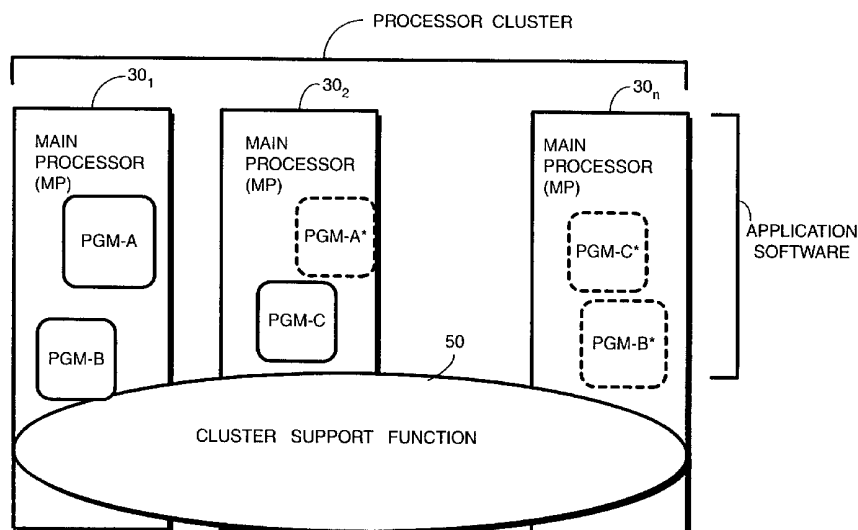 PROCESSOR CLUSTER
30₁
30₂
30ₙ
MAIN
PROCESSOR
(MP)
PGM-A
PGM-B
MAIN
PROCESSOR
(MP)
PGM-A*
PGM-C
MAIN
PROCESSOR
(MP)
PGM-C*
PGM-B*
APPLICATION
SOFTWARE
50
CLUSTER SUPPORT FUNCTION